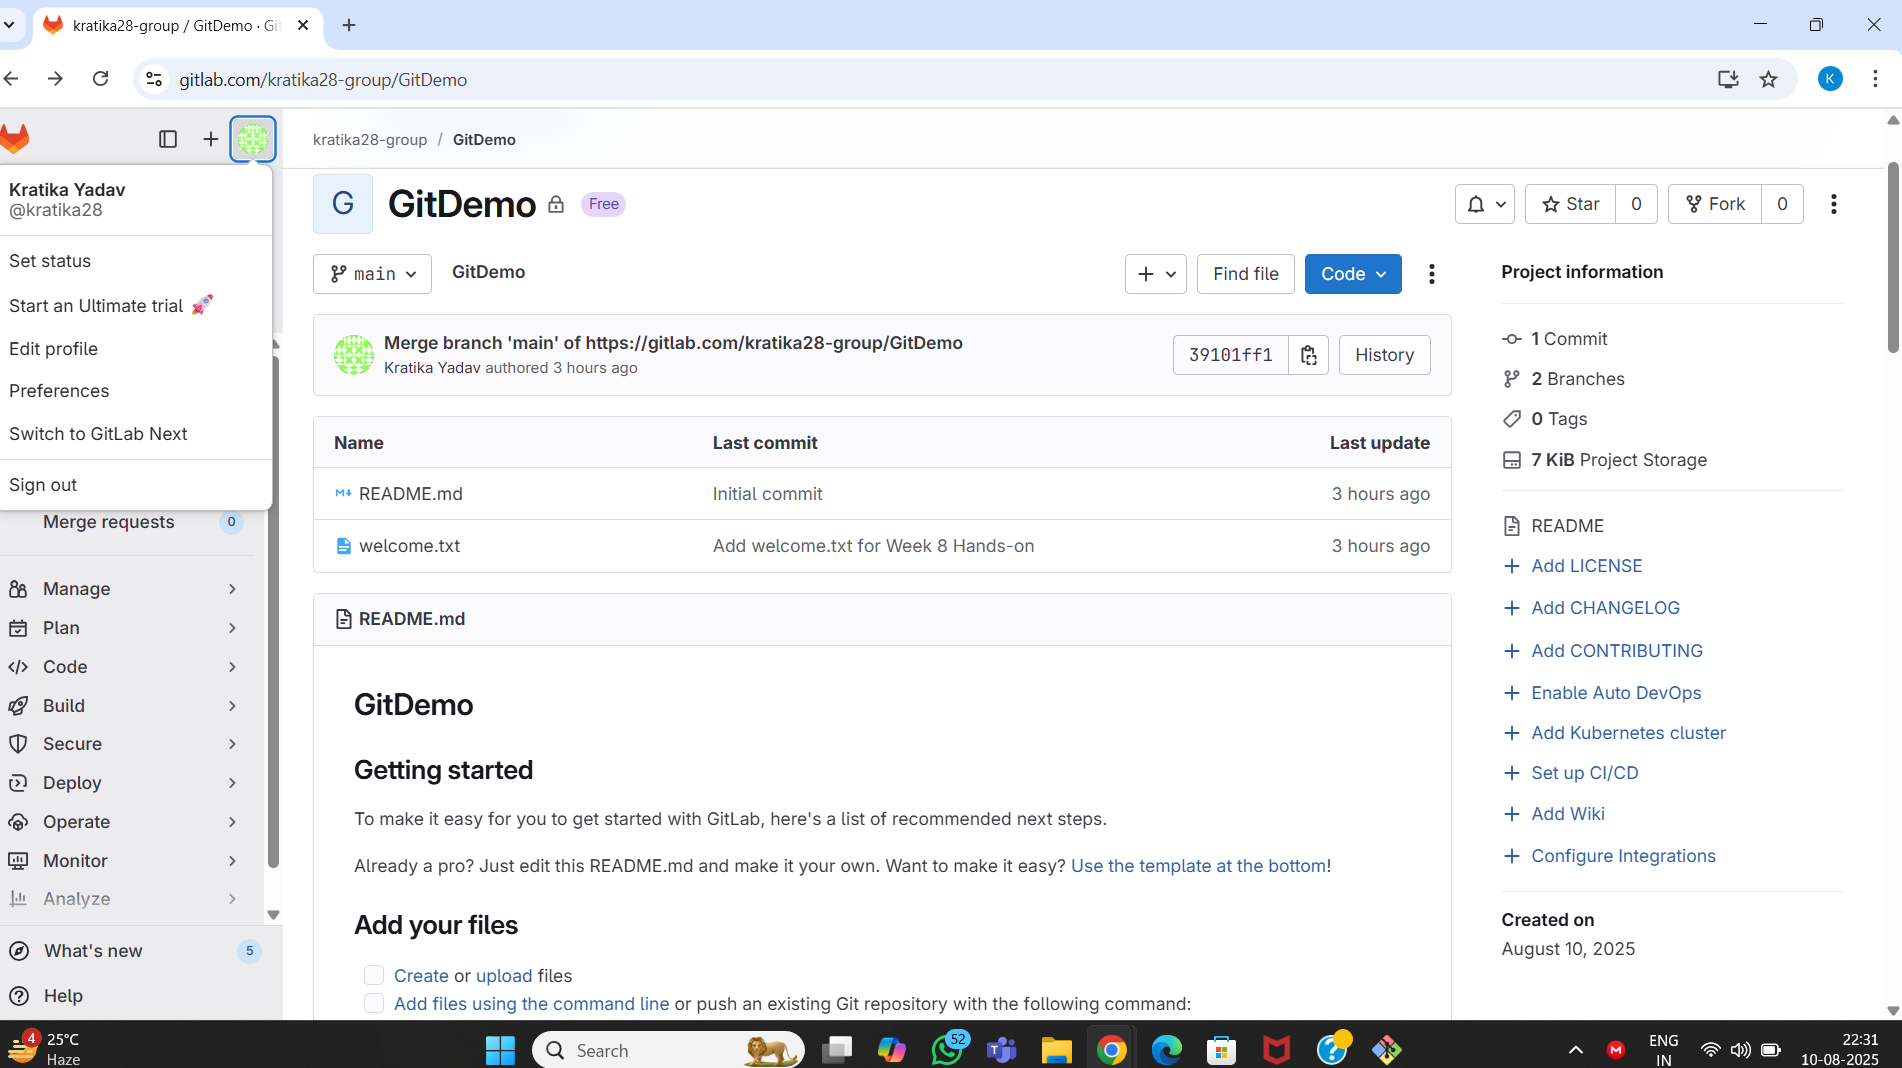 kratika28-group / GitDemo · Git
gitlab.com/kratika28-group/GitDemo
K
Kratika Yadav
@kratika28
Set status
Start an Ultimate trial 🚀
Edit profile
Preferences
Switch to GitLab Next
Sign out
Merge requests 0
Manage
Plan
Code
Build
Secure
Deploy
Operate
Monitor
Analyze
What's new 5
Help
kratika28-group / GitDemo
G GitDemo Free
Star 0 Fork 0
main GitDemo
Find file Code
Merge branch 'main' of https://gitlab.com/kratika28-group/GitDemo
Kratika Yadav authored 3 hours ago
39101ff1 History
Name Last commit Last update
README.md Initial commit 3 hours ago
welcome.txt Add welcome.txt for Week 8 Hands-on 3 hours ago
README.md
GitDemo
Getting started
To make it easy for you to get started with GitLab, here's a list of recommended next steps.
Already a pro? Just edit this README.md and make it your own. Want to make it easy? Use the template at the bottom!
Add your files
Create or upload files
Add files using the command line or push an existing Git repository with the following command:
Project information
1 Commit
2 Branches
0 Tags
7 KiB Project Storage
README
Add LICENSE
Add CHANGELOG
Add CONTRIBUTING
Enable Auto DevOps
Add Kubernetes cluster
Set up CI/CD
Add Wiki
Configure Integrations
Created on
August 10, 2025
4
25°C
Haze
Search
52
ENG
IN
22:31
10-08-2025